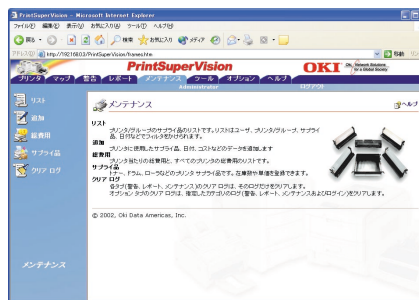 PrintSuperVision - Microsoft Internet Explorer
ファイル(F) 編集(E) 表示(V) お気に入り(A) ツール(T) ヘルプ(H)
戻る 検索 お気に入り メディア
アドレス(D) http://192.168.0.2/PrintSuperVision/frames.htm 移動
PrintSuperVision
OKI Network Solutions for a Global Society
プリンタ マップ 警告 レポート メンテナンス ツール オプション ヘルプ
Administrator ログアウト
リスト
追加
総費用
サプライ品
クリア ログ
メンテナンス
メンテナンス ヘルプ
リスト
プリンタ/グループのサプライ品のリストです。リストはユーザ、プリンタ/グループ、サプライ品、日付などでフィルタをかけられます。
追加
プリンタに使用したサプライ品、日付、コストなどのデータを追加します
総費用
プリンタ当たりの総費用と、すべてのプリンタの総費用のリストです。
サプライ品
トナー、ドラム、ローラなどのプリンタ サプライ品です。在庫数や単価を登録できます。
クリア ログ
各タブ(警告、レポート、メンテナンス)のクリア ログは、そのログだけをクリアします。
オプション タブのクリア ログは、指定したカテゴリのログ(警告、レポート、メンテナンスおよびログイン)をクリアします。
© 2002, Oki Data Americas, Inc.